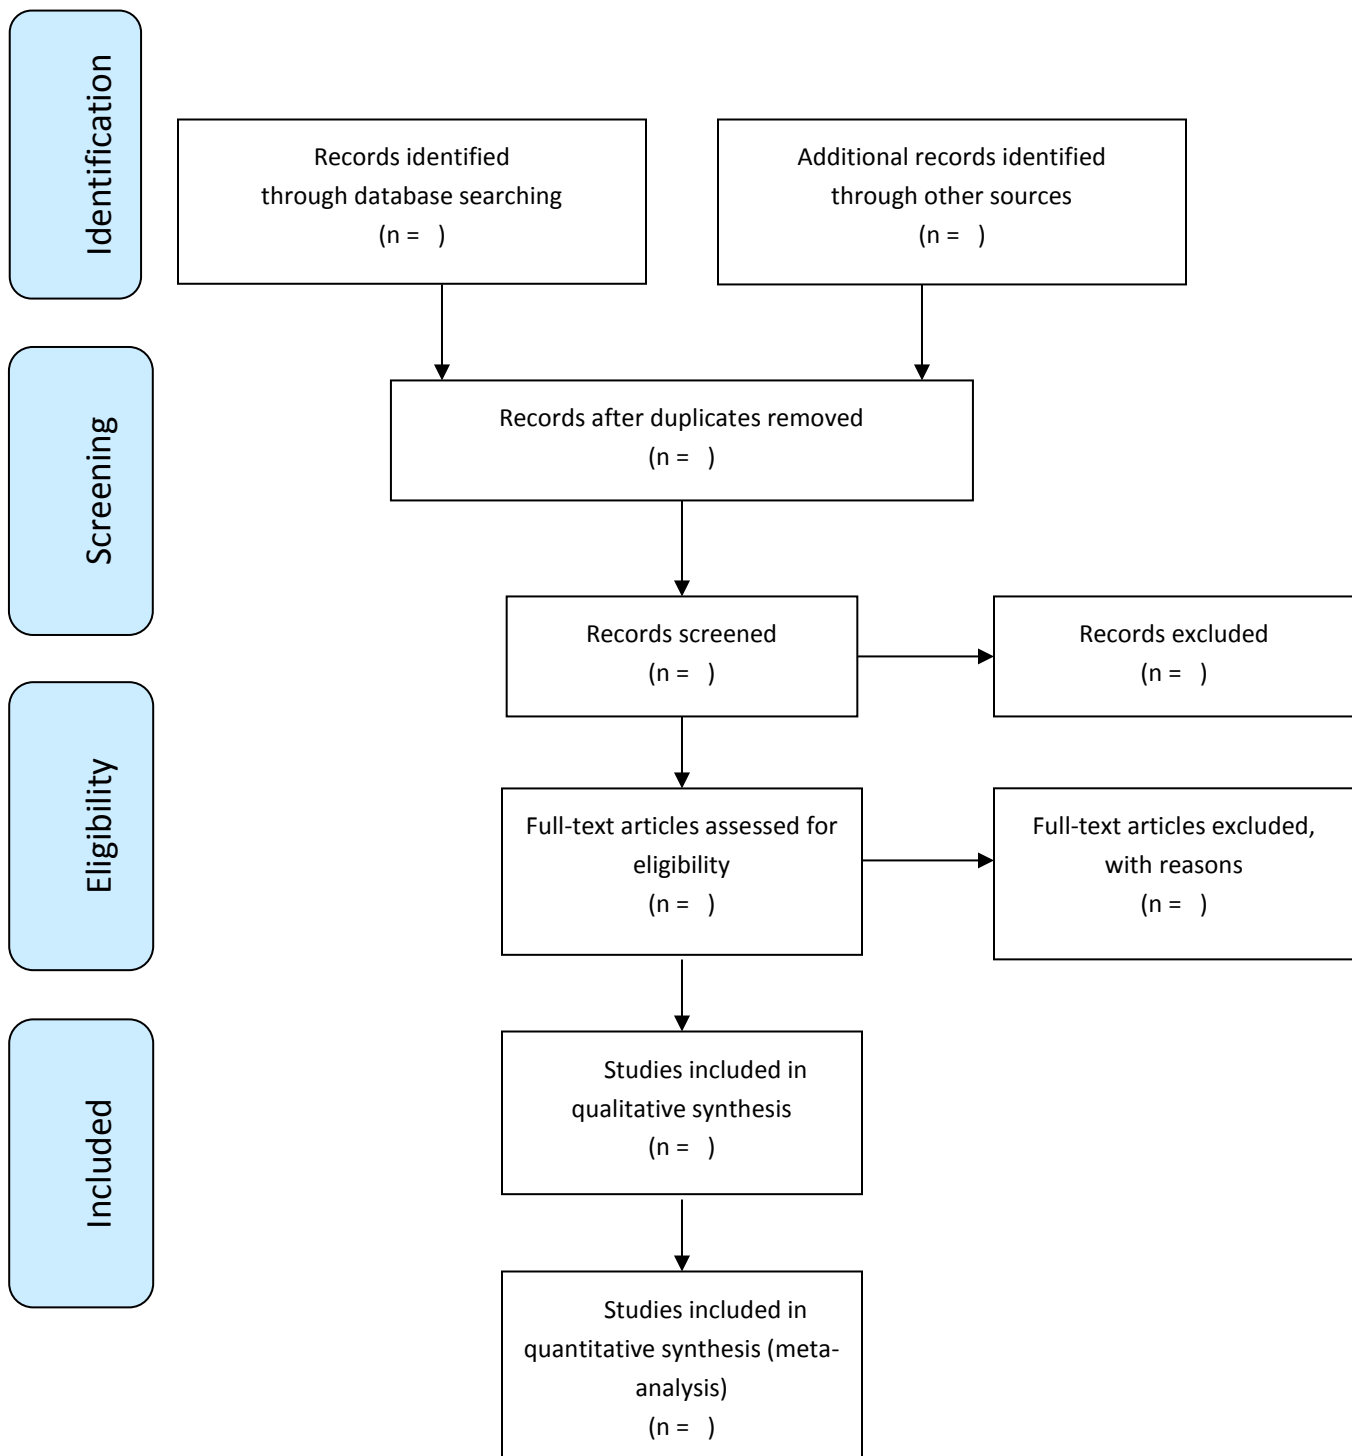 Identification
Records identified
through database searching
(n =   )
Additional records identified
through other sources
(n =   )
Screening
Records after duplicates removed
(n =   )
Records screened
(n =   )
Records excluded
(n =   )
Eligibility
Full-text articles assessed for
eligibility
(n =   )
Full-text articles excluded,
with reasons
(n =   )
Included
Studies included in
qualitative synthesis
(n =   )
Studies included in
quantitative synthesis (meta-
analysis)
(n =   )